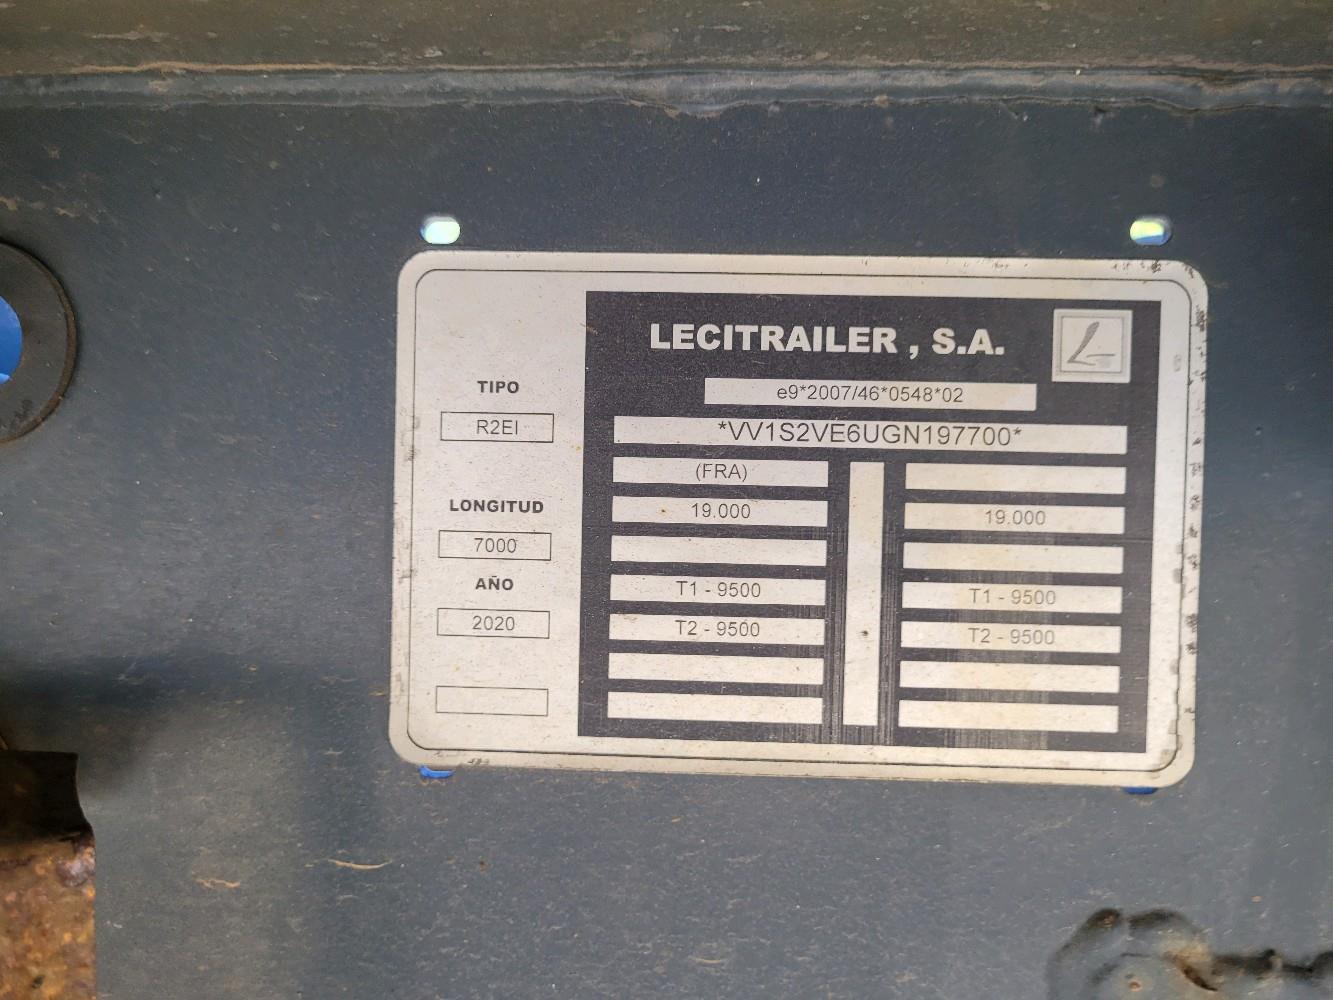 LECITRAILER , S.A.
e9*2007/46*0548*02
*VV1S2VE6UGN197700*
TIPO
R2EI
LONGITUD
7000
AÑO
2020
(FRA)
19.000 19.000
T1 - 9500 T1 - 9500
T2 - 9500 T2 - 9500